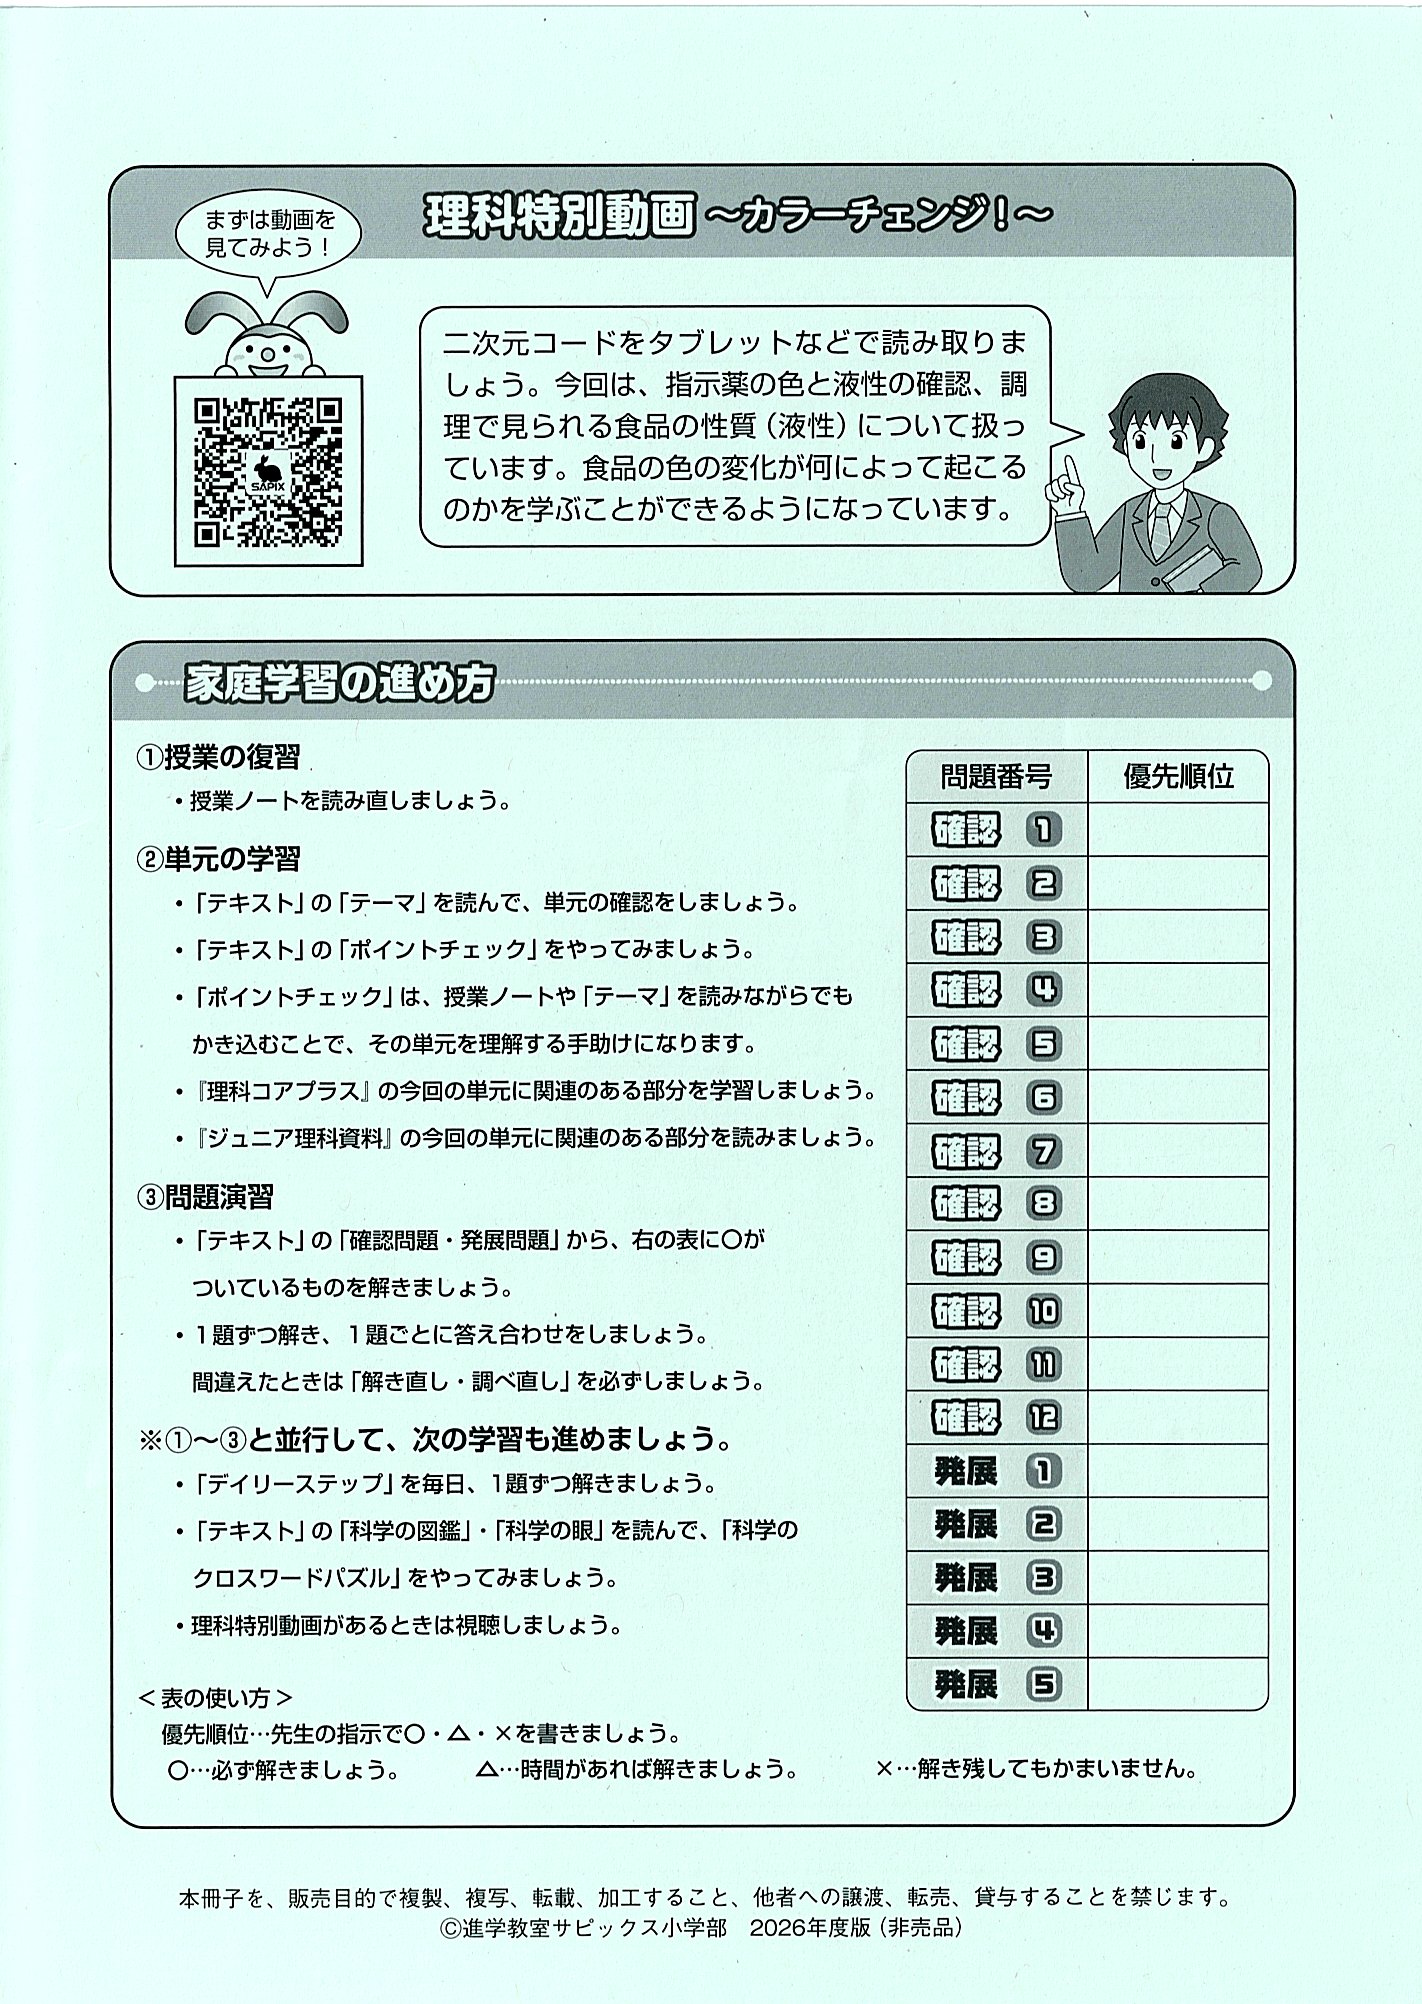 まずは動画を
見てみよう！
理科特別動画 ～カラーチェンジ！～
SAPIX
二次元コードをタブレットなどで読み取りま
しょう。今回は、指示薬の色と液性の確認、調
理で見られる食品の性質（液性）について扱っ
ています。食品の色の変化が何によって起こる
のかを学ぶことができるようになっています。
家庭学習の進め方
①授業の復習
・授業ノートを読み直しましょう。
②単元の学習
・「テキスト」の「テーマ」を読んで、単元の確認をしましょう。
・「テキスト」の「ポイントチェック」をやってみましょう。
・「ポイントチェック」は、授業ノートや「テーマ」を読みながらでも
かき込むことで、その単元を理解する手助けになります。
・『理科コアプラス』の今回の単元に関連のある部分を学習しましょう。
・『ジュニア理科資料』の今回の単元に関連のある部分を読みましょう。
③問題演習
・「テキスト」の「確認問題・発展問題」から、右の表に〇が
ついているものを解きましょう。
・１題ずつ解き、１題ごとに答え合わせをしましょう。
間違えたときは「解き直し・調べ直し」を必ずしましょう。
※①～③と並行して、次の学習も進めましょう。
・「デイリーステップ」を毎日、1題ずつ解きましょう。
・「テキスト」の「科学の図鑑」・「科学の眼」を読んで、「科学の
クロスワードパズル」をやってみましょう。
・理科特別動画があるときは視聴しましょう。
問題番号 優先順位
確認 1
確認 2
確認 3
確認 4
確認 5
確認 6
確認 7
確認 8
確認 9
確認 10
確認 11
確認 12
発展 1
発展 2
発展 3
発展 4
発展 5
＜表の使い方＞
優先順位…先生の指示で〇・△・×を書きましょう。
〇…必ず解きましょう。 △…時間があれば解きましょう。 ×…解き残してもかまいません。
本冊子を、販売目的で複製、複写、転載、加工すること、他者への譲渡、転売、貸与することを禁じます。
Ⓒ進学教室サピックス小学部 2026年度版（非売品）